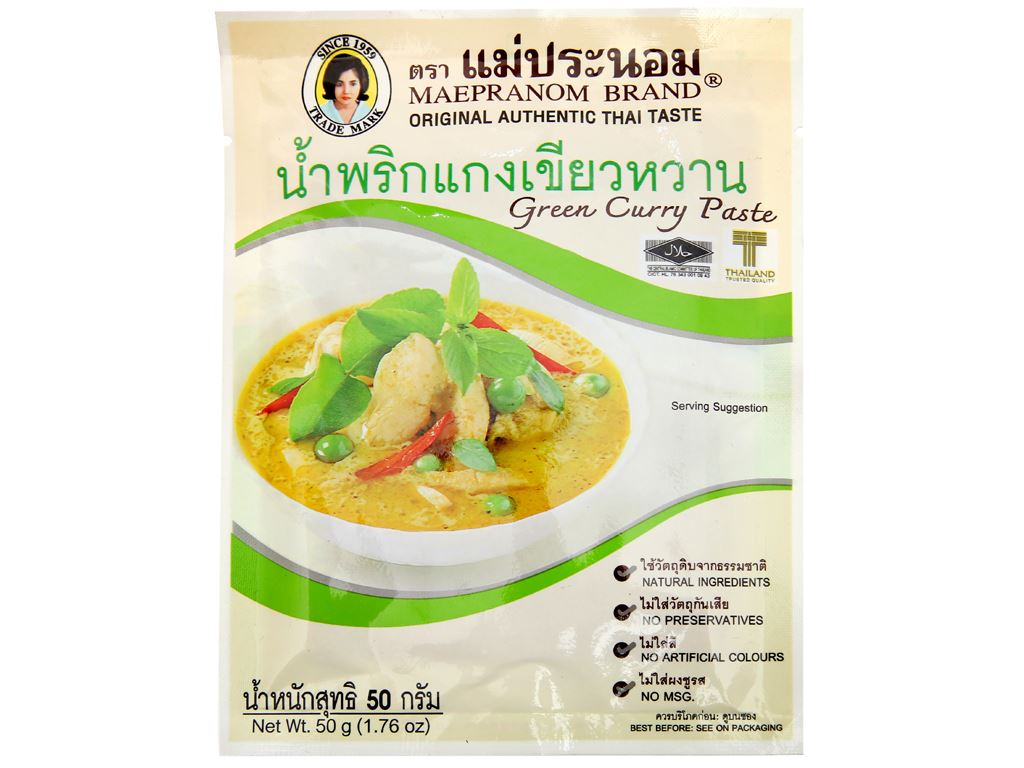 SINCE 1959
TRADE MARK
ตรา แม่ประนอม®
MAEPRANOM BRAND
ORIGINAL AUTHENTIC THAI TASTE
น้ำพริกแกงเขียวหวาน
Green Curry Paste
حلال
THAILAND
TRUSTED QUALITY
Serving Suggestion
ใช้วัตถุดิบจากธรรมชาติ
NATURAL INGREDIENTS
ไม่ใส่วัตถุกันเสีย
NO PRESERVATIVES
ไม่ใส่สี
NO ARTIFICIAL COLOURS
ไม่ใส่ผงชูรส
NO MSG.
น้ำหนักสุทธิ 50 กรัม
Net Wt. 50 g (1.76 oz)
ควรบริโภคก่อน: ดูบนซอง
BEST BEFORE: SEE ON PACKAGING